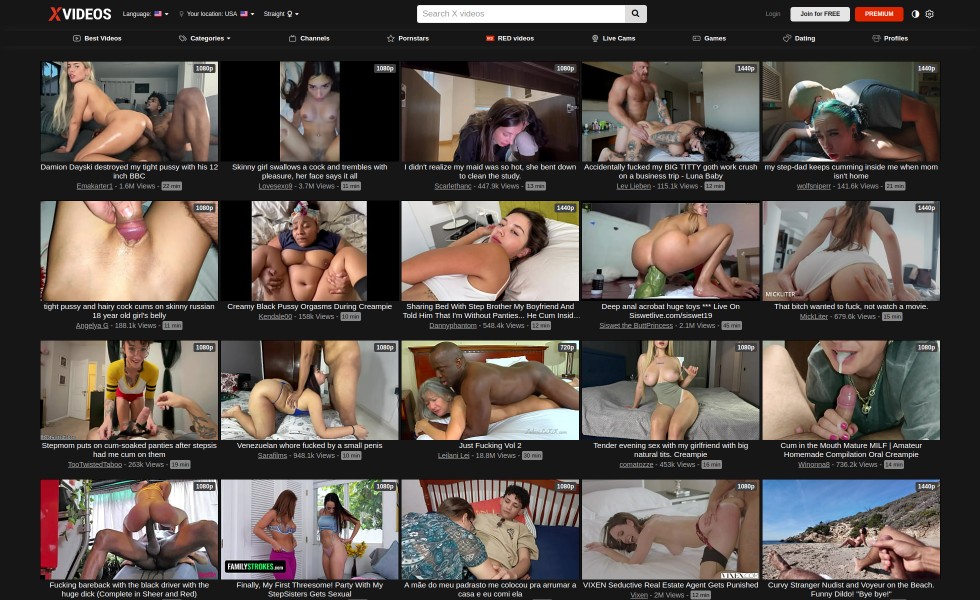 XVIDEOS Language: Your location: USA Straight Search X videos Login Join for FREE PREMIUM
Best Videos Categories Channels Pornstars RED videos Live Cams Games Dating Profiles
1080p 1080p 1080p 1440p 1440p
Damion Dayski destroyed my tight pussy with his 12 inch BBC
Emakarter1 - 1.6M Views - 22 min
Skinny girl swallows a cock and trembles with pleasure, her face says it all
Lovesexo9 - 3.7M Views - 11 min
I didn't realize my maid was so hot, she bent down to clean the study.
Scarlethanc - 447.9k Views - 13 min
Accidentally fucked my BIG TITTY goth work crush on a business trip - Luna Baby
Lev Lieben - 115.1k Views - 12 min
my step-dad keeps cumming inside me when mom isn't home
wolfsniperr - 141.6k Views - 21 min
1080p 1080p 1440p 1440p
tight pussy and hairy cock cums on skinny russian 18 year old girl's belly
Angelya G - 188.1k Views - 11 min
Creamy Black Pussy Orgasms During Creampie
Kendale00 - 158k Views - 10 min
Sharing Bed With Step Brother My Boyfriend And Told Him That I'm Without Panties... He Cum Insid...
Dannyphantom - 548.4k Views - 12 min
Deep anal acrobat huge toys *** Live On Siswetlive.com/siswet19
Siswet the ButtPrincess - 2.1M Views - 45 min
MICKLITER
That bitch wanted to fuck, not watch a movie.
MickLiter - 679.6k Views - 15 min
1080p 1080p 720p 1080p 1080p
Stepmom puts on cum-soaked panties after stepsis had me cum on them
TooTwistedTaboo - 263k Views - 19 min
Venezuelan whore fucked by a small penis
Sarafilms - 948.1k Views - 10 min
Just Fucking Vol 2
Leilani Lei - 18.8M Views - 30 min
Tender evening sex with my girlfriend with big natural tits. Creampie
comatozze - 453k Views - 16 min
Cum in the Mouth Mature MILF | Amateur Homemade Compilation Oral Creampie
Winonna8 - 736.2k Views - 14 min
1080p 1080p 1080p 1080p 1440p
FAMILYSTROKES.com
VIXEN.COM
Fucking bareback with the black driver with the huge dick (Complete in Sheer and Red)
Finally, My First Threesome! Party With My StepSisters Gets Sexual
A mãe do meu padrasto me colocou pra arrumar a casa e eu comi ela
VIXEN Seductive Real Estate Agent Gets Punished
Vixen - 2M Views - 12 min
Curvy Stranger Nudist and Voyeur on the Beach. Funny Dildo! "Bye bye!"